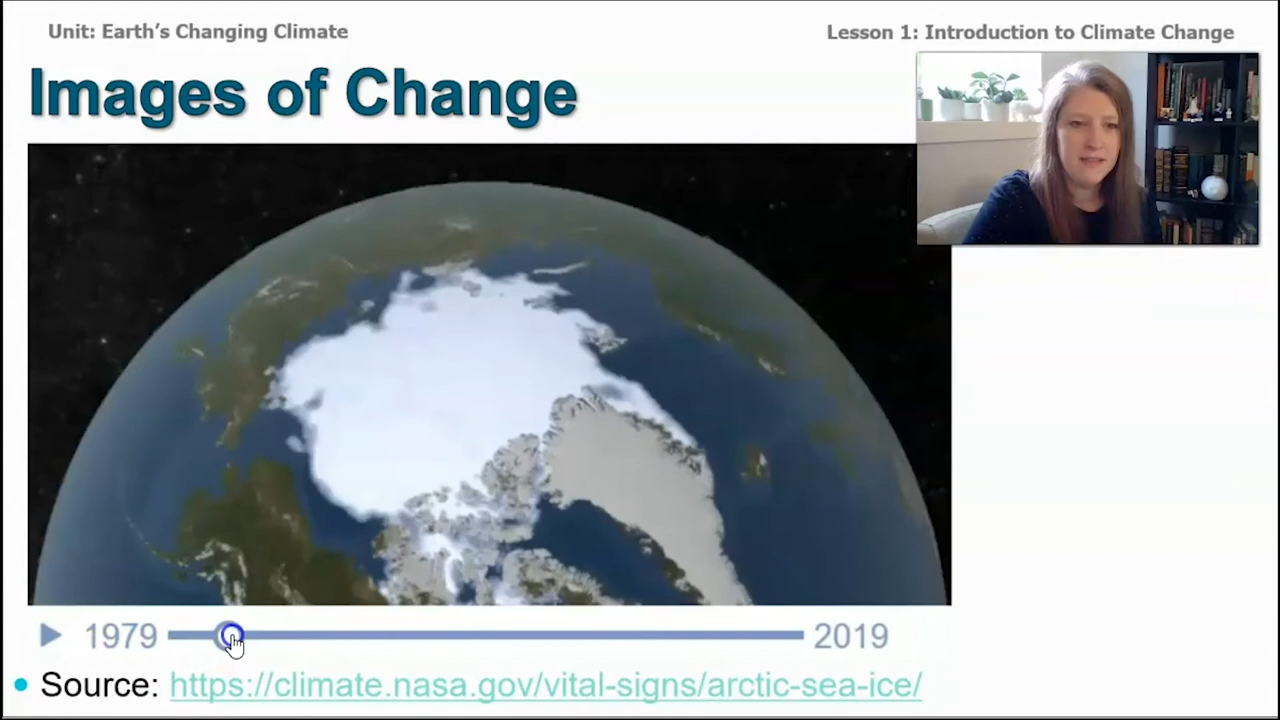 Unit: Earth's Changing Climate
Lesson 1: Introduction to Climate Change
Images of Change
1979
2019
Source: https://climate.nasa.gov/vital-signs/arctic-sea-ice/